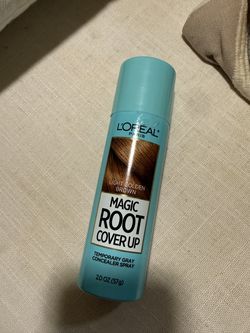 L'ORÉAL
PARIS
LIGHT GOLDEN
BROWN
MAGIC
ROOT
COVER UP
TEMPORARY GRAY
CONCEALER SPRAY
2.0 OZ (57g)